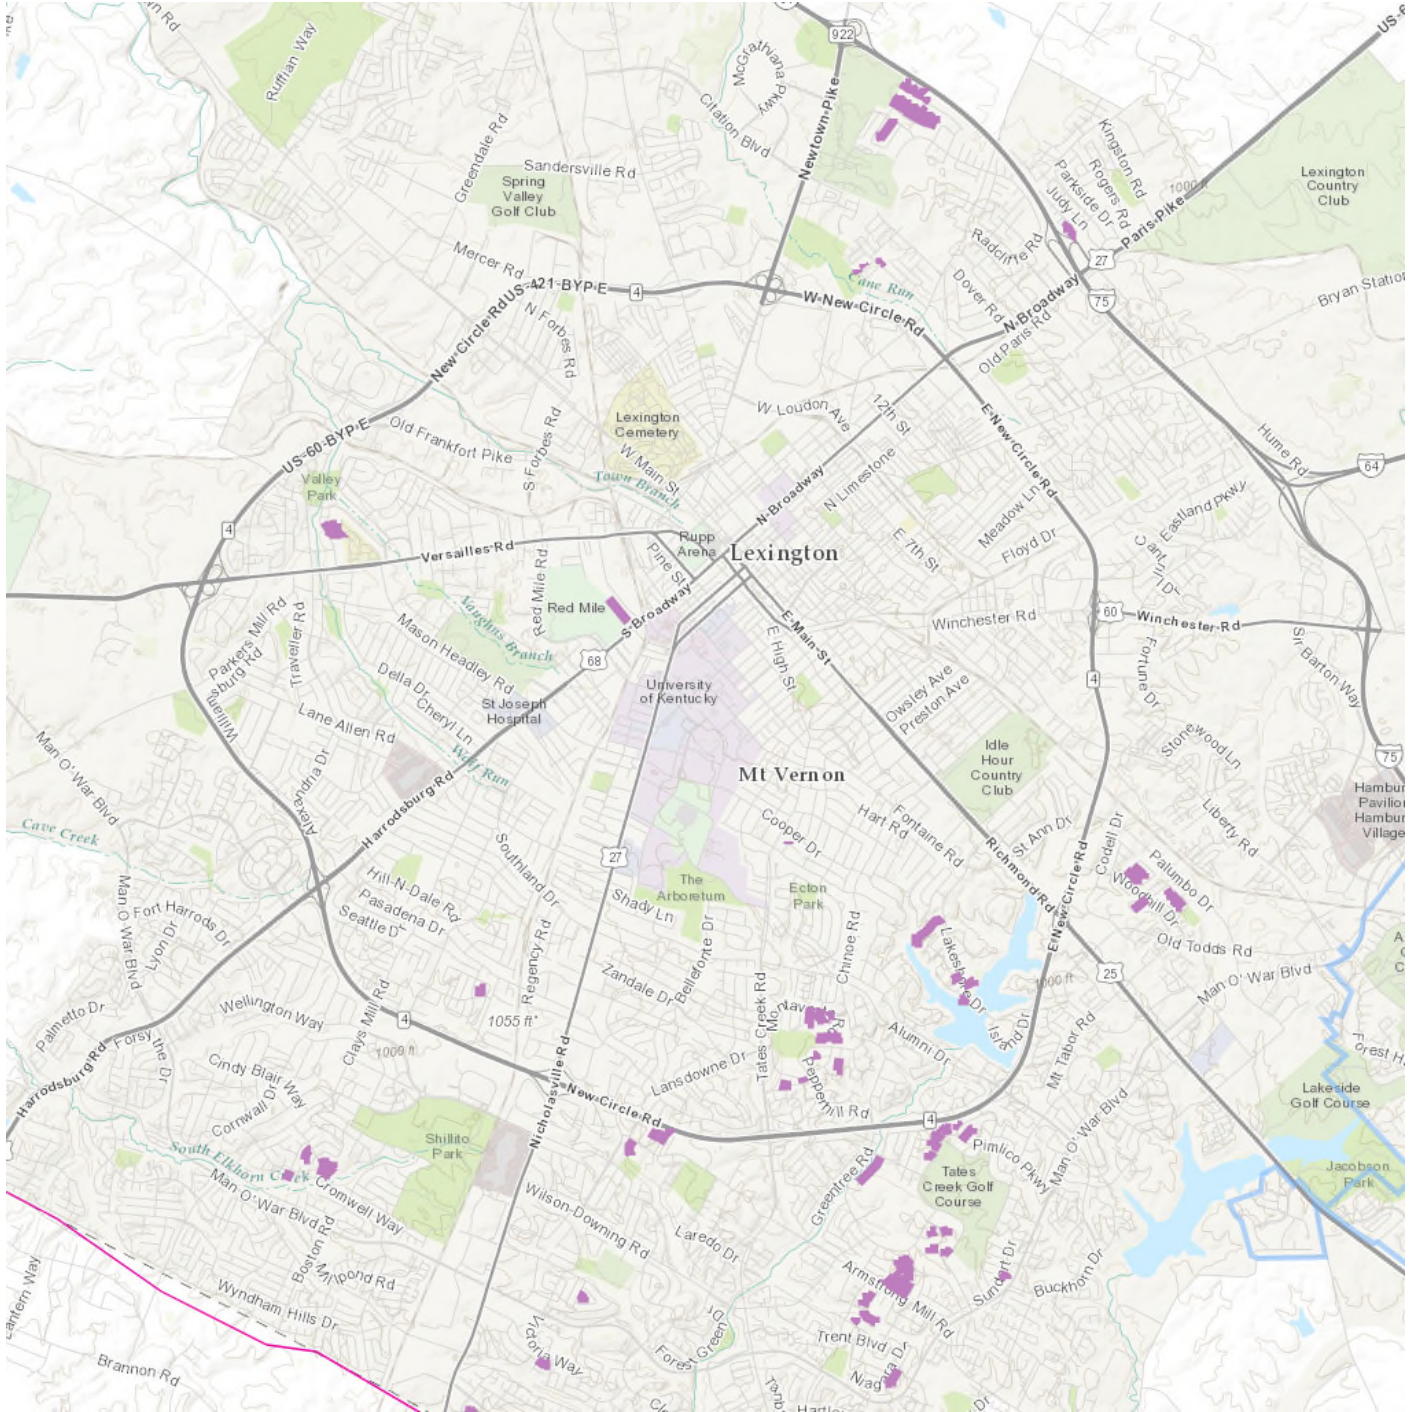 Ruffian Way
McGrathiana Pkwy
922
Citation Blvd
Newtown Pike
Greendale Rd
Sandersville Rd
Spring
Valley
Golf Club
Kingston Rd
Rogers Rd
Parkside Dr
Judy Ln
1000 ft
Paris Pike
Lexington
Country
Club
27
Radcliffe Rd
Mercer Rd
US-421-BYP E
4
Cane Run
Dover Rd
75
Bryan Station
N Forbes Rd
New Circle Rd
W New Circle Rd
N Broadway
Old Paris Rd
US-60-BYP E
Old Frankfort Pike
S Forbes Rd
Lexington
Cemetery
W Main St
W Loudon Ave
12th St
E New Circle Rd
Hume Rd
64
Valley
Park
Town Branch
N Broadway
N Limestone
Meadow Ln
Eastland Pkwy
Floyd Dr
4
Versailles Rd
Rupp
Arena
Pine St
Lexington
E 7th St
Red Mile Rd
Red Mile
S Broadway
Vaughns Branch
Parkers Mill Rd
Traveller Rd
Mason Headley Rd
68
E Main St
E High St
Winchester Rd
60
Winchester Rd
Sir Barton Way
Fortune Dr
4
Della Dr
Cheryl Ln
St Joseph
Hospital
University
of Kentucky
Owsley Ave
Preston Ave
Lane Allen Rd
Wolf Run
Stonewood Ln
75
Idle
Hour
Country
Club
Man O' War Blvd
Alexandria Dr
Harrodsburg Rd
Mt Vernon
Liberty Rd
Cave Creek
Cooper Dr
Hart Rd
Fontaine Rd
St Ann Dr
Codell Dr
Southland Dr
27
The
Arboretum
Ecton
Park
Richmond Rd
Palumbo Dr
Woodhill Dr
Man O War Blvd
Fort Harrods Dr
Lyon Dr
Hill-N-Dale Rd
Pasadena Dr
Shady Ln
Bellefonte Dr
Chinoe Rd
Lakeshore Dr
E New Circle Rd
Old Todds Rd
Man O' War Blvd
25
1000 ft
Regency Rd
Zandale Dr
Tates Creek Rd
Island Dr
Alumni Dr
Palmetto Dr
Wellington Way
Clays Mill Rd
4
1055 ft
Mt Tabor Rd
Harrodsburg Rd
Cindy Blair Way
Cornwall Dr
Nicholasville Rd
New Circle Rd
Lansdowne Dr
Pepperhill Rd
4
Man O' War Blvd
Lakeside
Golf Course
Shillito
Park
South Elkhorn Creek
Pimlico Pkwy
Tates
Creek Golf
Course
Greentree Rd
Jacobson
Park
Man O' War Blvd
Cromwell Way
Boston Rd
Millpond Rd
Wilson-Downing Rd
Laredo Dr
Armstrong Mill Rd
Buckhorn Dr
Wyndham Hills Dr
Brannon Rd
Victoria Way
Forest Green Dr
Trent Blvd